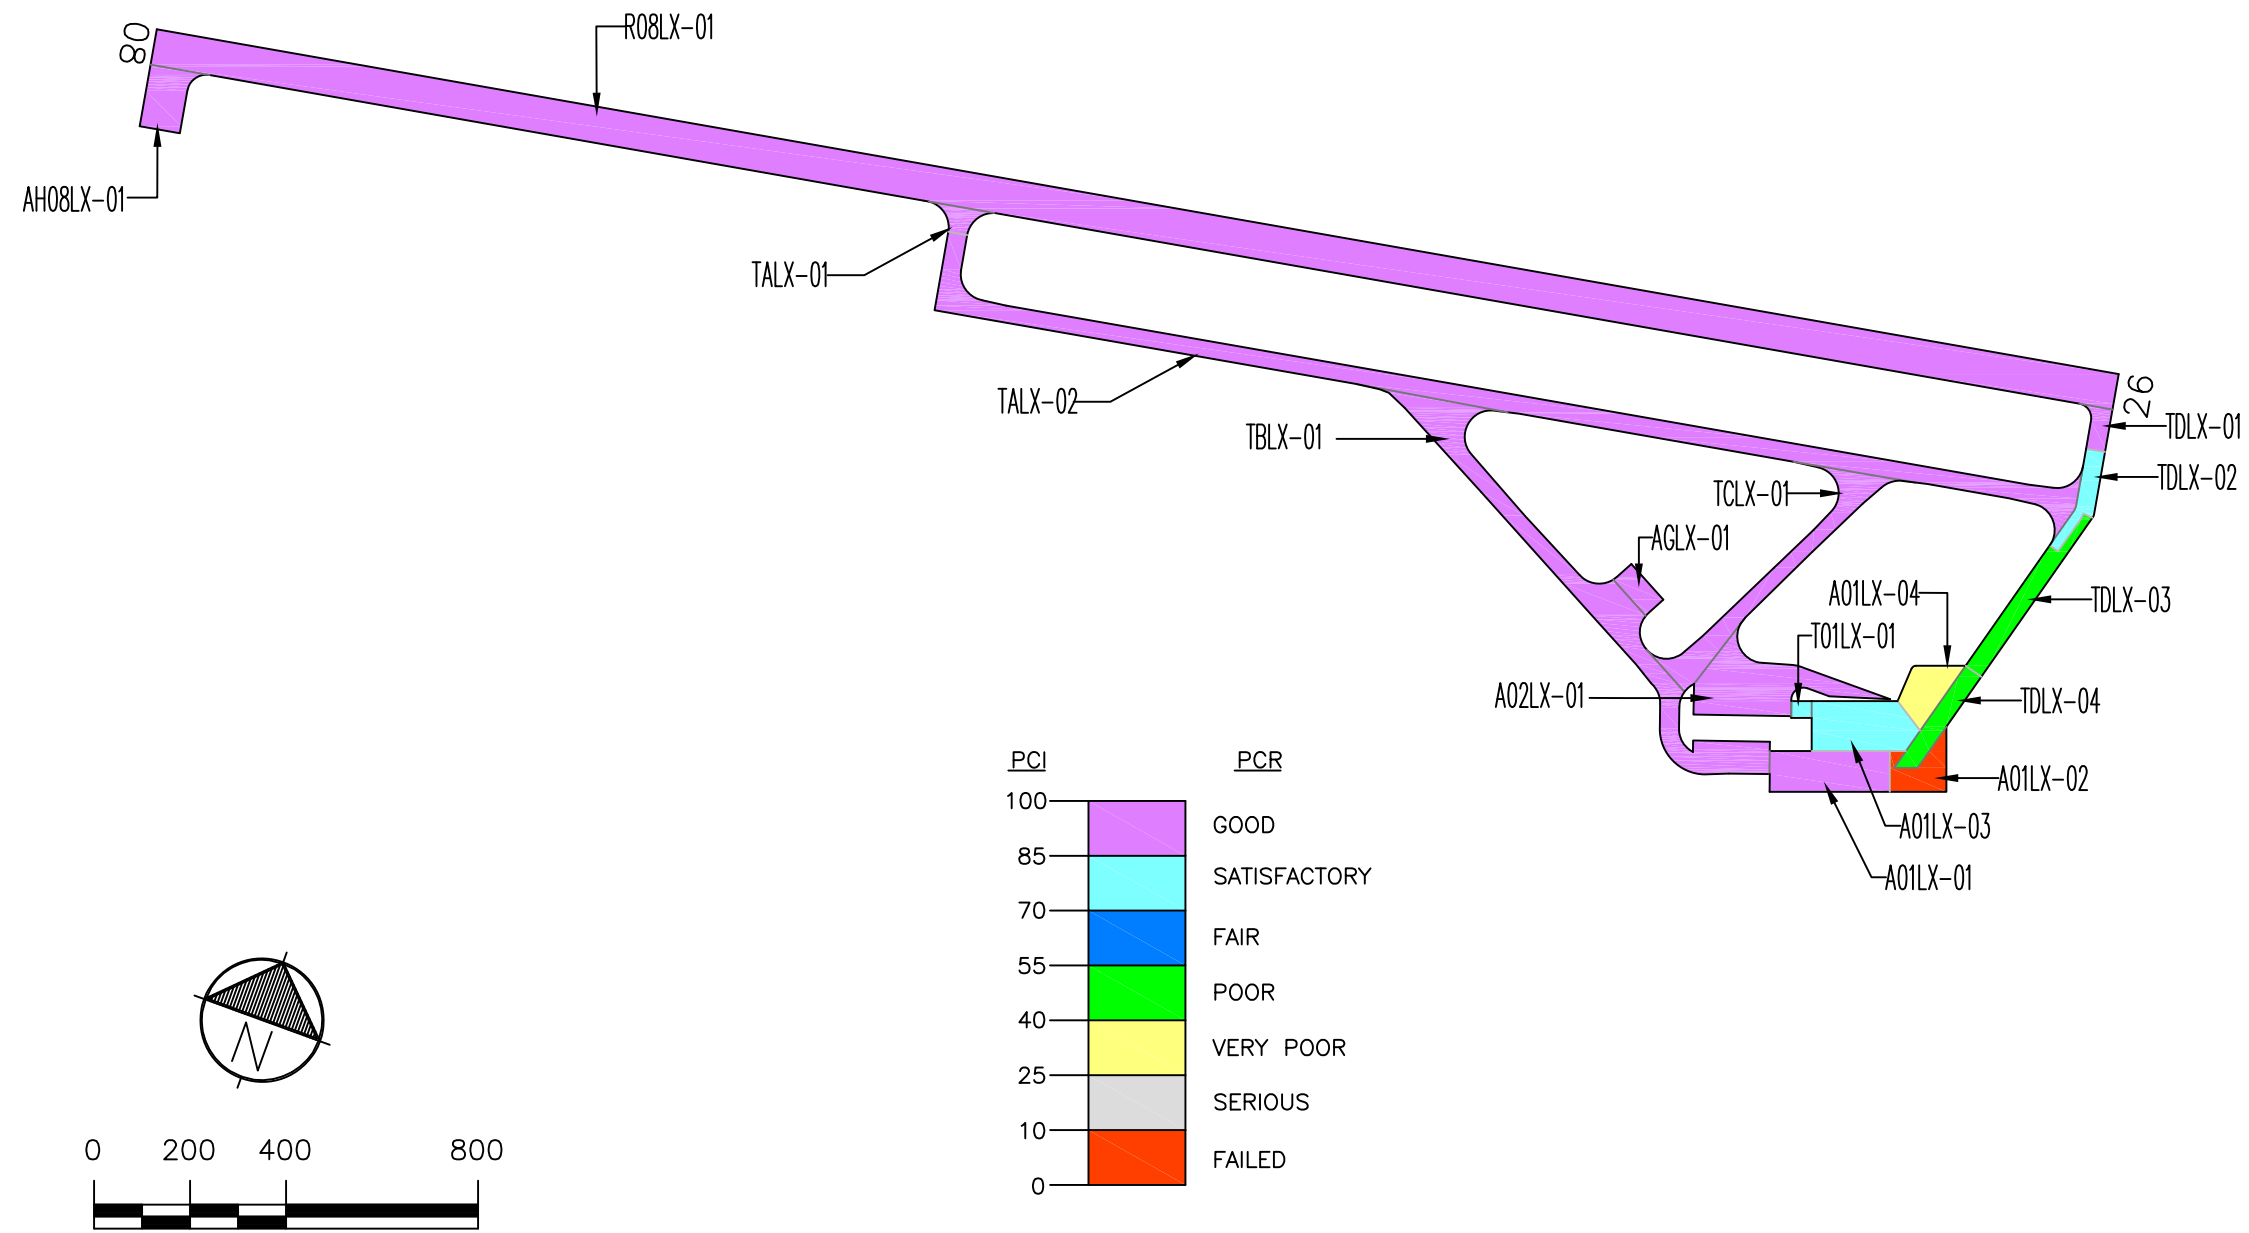 R08LX-01
80
AH08LX-01
TALX-01
TALX-02
26
TDLX-01
TBLX-01
TDLX-02
TCLX-01
AGLX-01
A01LX-04
TDLX-03
T01LX-01
A02LX-01
TDLX-04
A01LX-02
A01LX-03
A01LX-01
PCI PCR
100
GOOD
85
SATISFACTORY
70
FAIR
55
POOR
40
VERY POOR
25
SERIOUS
10
FAILED
0
N
0 200 400 800